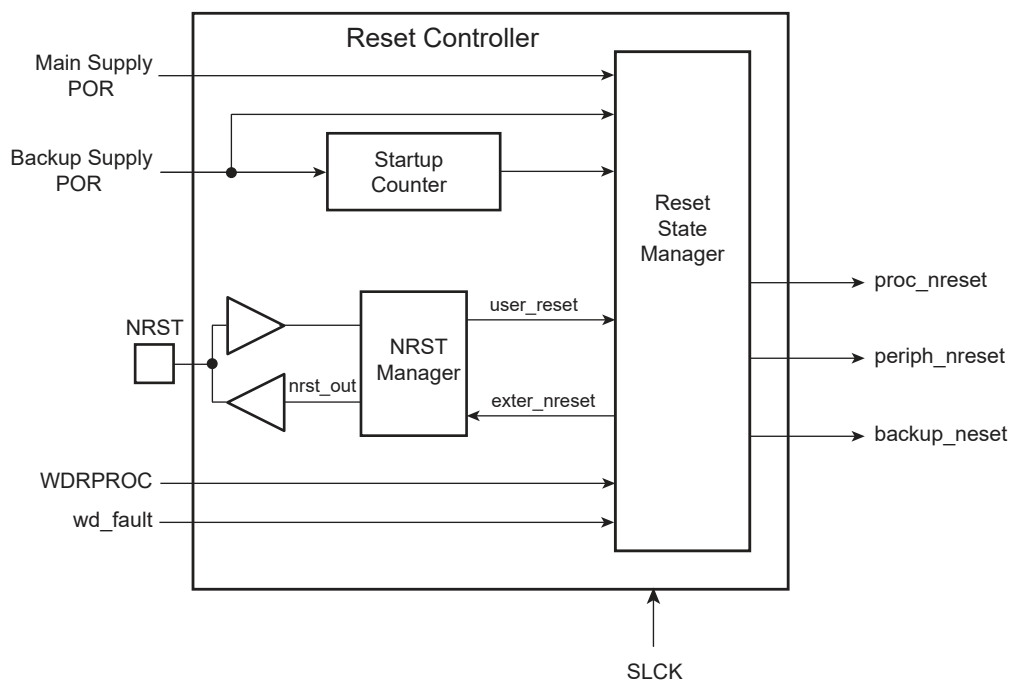 Reset Controller
Main Supply
POR
Backup Supply
POR
Startup
Counter
Reset
State
Manager
proc_nreset
user_reset
NRST
NRST
Manager
periph_nreset
nrst_out
exter_nreset
backup_neset
WDRPROC
wd_fault
SLCK